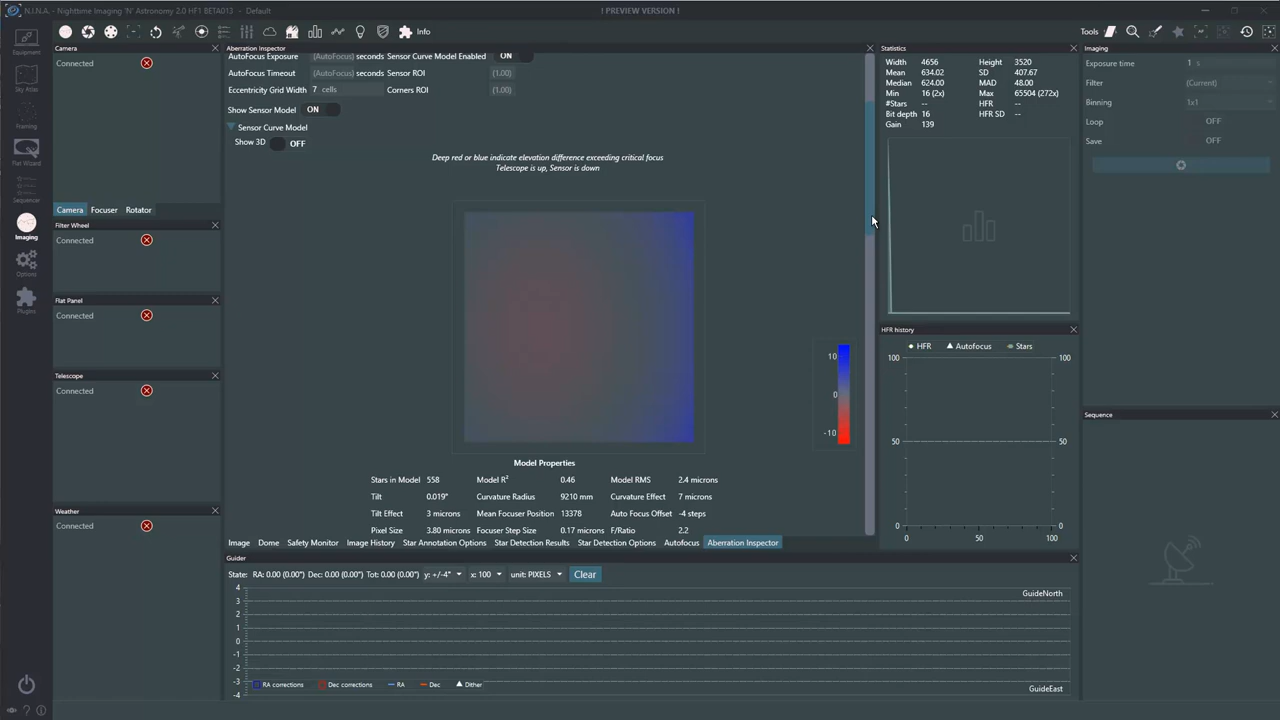 N.I.N.A. - Nighttime Imaging 'N' Astronomy 2.0 HF1 BETA013 - Default
! PREVIEW VERSION !
Info
Tools
Equipment
Sky Atlas
Framing
Flat Wizard
Sequencer
Imaging
Options
Plugins
Camera
Connected
Camera Focuser Rotator
Filter Wheel
Connected
Flat Panel
Connected
Telescope
Connected
Weather
Connected
Aberration Inspector
AutoFocus Exposure (AutoFocus) seconds Sensor Curve Model Enabled ON
AutoFocus Timeout (AutoFocus) seconds Sensor ROI (1.00)
Eccentricity Grid Width 7 cells Corners ROI (1.00)
Show Sensor Model ON
Sensor Curve Model
Show 3D OFF
Deep red or blue indicate elevation difference exceeding critical focus
Telescope is up, Sensor is down
10
0
-10
Model Properties
Stars in Model 558 Model R² 0.46 Model RMS 2.4 microns
Tilt 0.019° Curvature Radius 9210 mm Curvature Effect 7 microns
Tilt Effect 3 microns Mean Focuser Position 13378 Auto Focus Offset -4 steps
Pixel Size 3.80 microns Focuser Step Size 0.17 microns F/Ratio 2.2
Image Dome Safety Monitor Image History Star Annotation Options Star Detection Results Star Detection Options Autofocus Aberration Inspector
Statistics
Width 4656 Height 3520
Mean 634.02 SD 407.67
Median 624.00 MAD 48.00
Min 16 (2x) Max 65504 (272x)
#Stars -- HFR --
Bit depth 16 HFR SD --
Gain 139
HFR history
HFR Autofocus Stars
100 100
50 50
0 0
0 50 100
Imaging
Exposure time 1 s
Filter (Current)
Binning 1x1
Loop OFF
Save OFF
Sequence
Guider
State: RA: 0.00 (0.00") Dec: 0.00 (0.00") Tot: 0.00 (0.00") y: +/-4" x: 100 unit: PIXELS Clear
4
3
2
1
0
-1
-2
-3
-4
GuideNorth
GuideEast
RA corrections Dec corrections RA Dec Dither